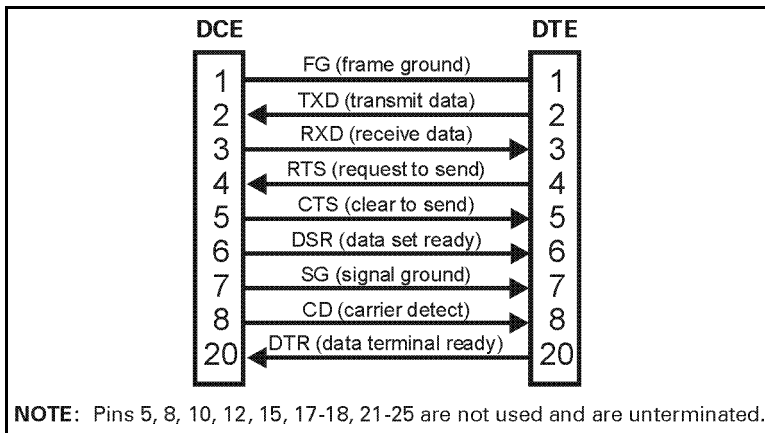 DCE DTE
1 FG (frame ground) 1
2 TXD (transmit data) 2
3 RXD (receive data) 3
4 RTS (request to send) 4
5 CTS (clear to send) 5
6 DSR (data set ready) 6
7 SG (signal ground) 7
8 CD (carrier detect) 8
20 DTR (data terminal ready) 20
NOTE: Pins 5, 8, 10, 12, 15, 17-18, 21-25 are not used and are unterminated.